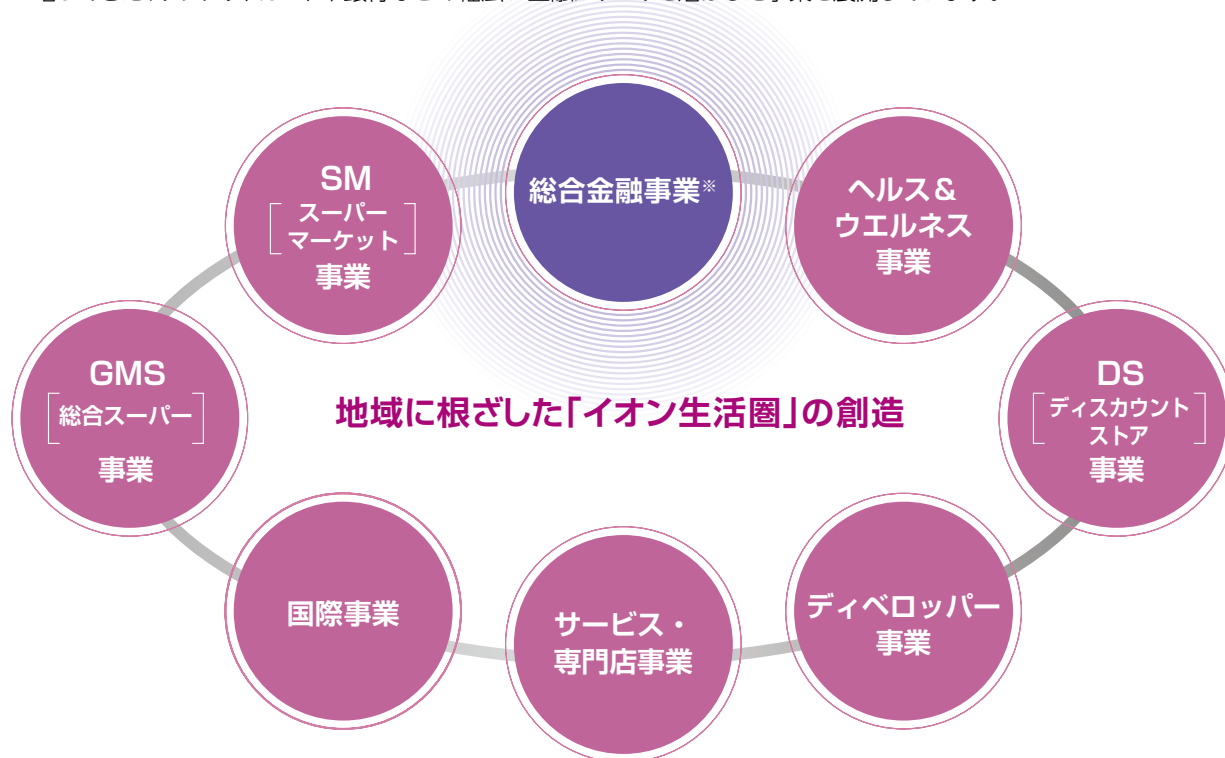 総合金融事業※
SM
スーパー
マーケット
事業
ヘルス＆
ウエルネス
事業
GMS
総合スーパー
事業
地域に根ざした「イオン生活圏」の創造
DS
ディスカウント
ストア
事業
国際事業
サービス・
専門店事業
ディベロッパー
事業